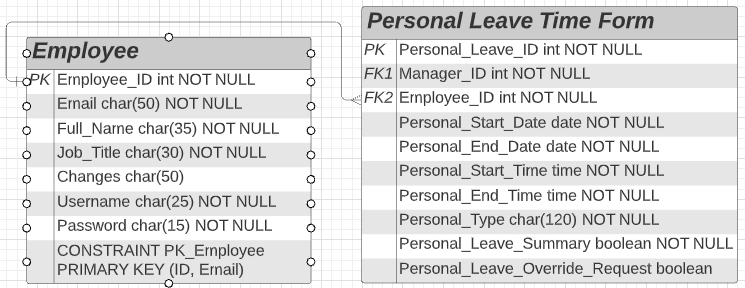 Employee
PK Employee_ID int NOT NULL
Email char(50) NOT NULL
Full_Name char(35) NOT NULL
Job_Title char(30) NOT NULL
Changes char(50)
Username char(25) NOT NULL
Password char(15) NOT NULL
CONSTRAINT PK_Employee
PRIMARY KEY (ID, Email)
Personal Leave Time Form
PK Personal_Leave_ID int NOT NULL
FK1 Manager_ID int NOT NULL
FK2 Employee_ID int NOT NULL
Personal_Start_Date date NOT NULL
Personal_End_Date date NOT NULL
Personal_Start_Time time NOT NULL
Personal_End_Time time NOT NULL
Personal_Type char(120) NOT NULL
Personal_Leave_Summary boolean NOT NULL
Personal_Leave_Override_Request boolean